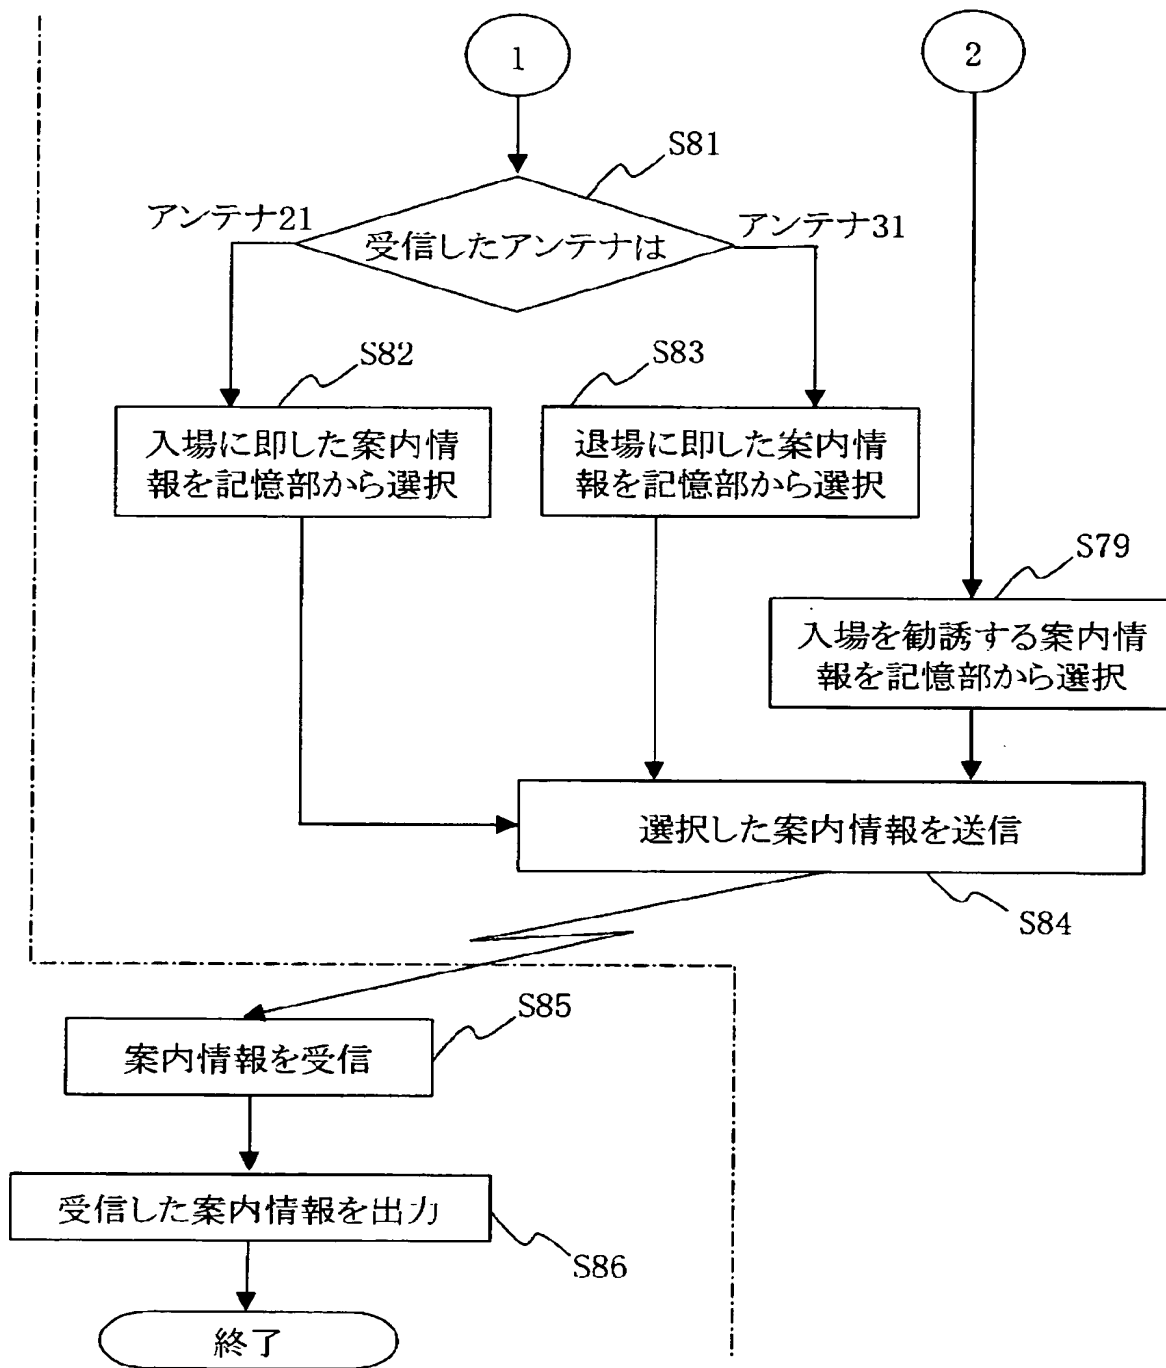 1
2
S81
アンテナ21
受信したアンテナは
アンテナ31
S82
入場に即した案内情
報を記憶部から選択
S83
退場に即した案内情
報を記憶部から選択
S79
入場を勧誘する案内情
報を記憶部から選択
選択した案内情報を送信
S84
S85
案内情報を受信
受信した案内情報を出力
S86
終了